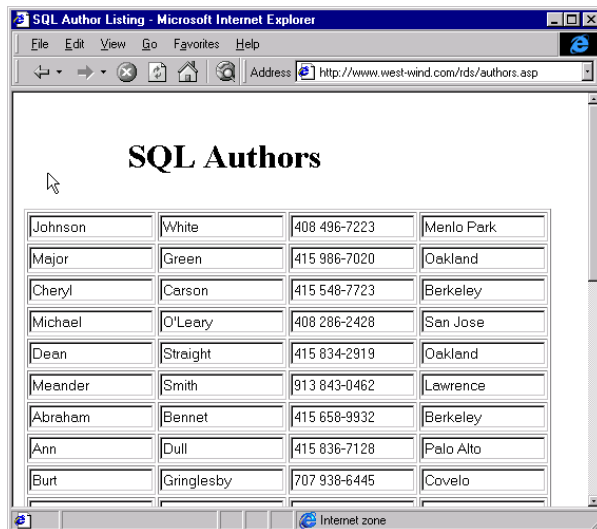 SQL Author Listing - Microsoft Internet Explorer
File Edit View Go Favorites Help
Address http://www.west-wind.com/rds/authors.asp
SQL Authors
Johnson White 408 496-7223 Menlo Park
Major Green 415 986-7020 Oakland
Cheryl Carson 415 548-7723 Berkeley
Michael O'Leary 408 286-2428 San Jose
Dean Straight 415 834-2919 Oakland
Meander Smith 913 843-0462 Lawrence
Abraham Bennet 415 658-9932 Berkeley
Ann Dull 415 836-7128 Palo Alto
Burt Gringlesby 707 938-6445 Covelo
Internet zone